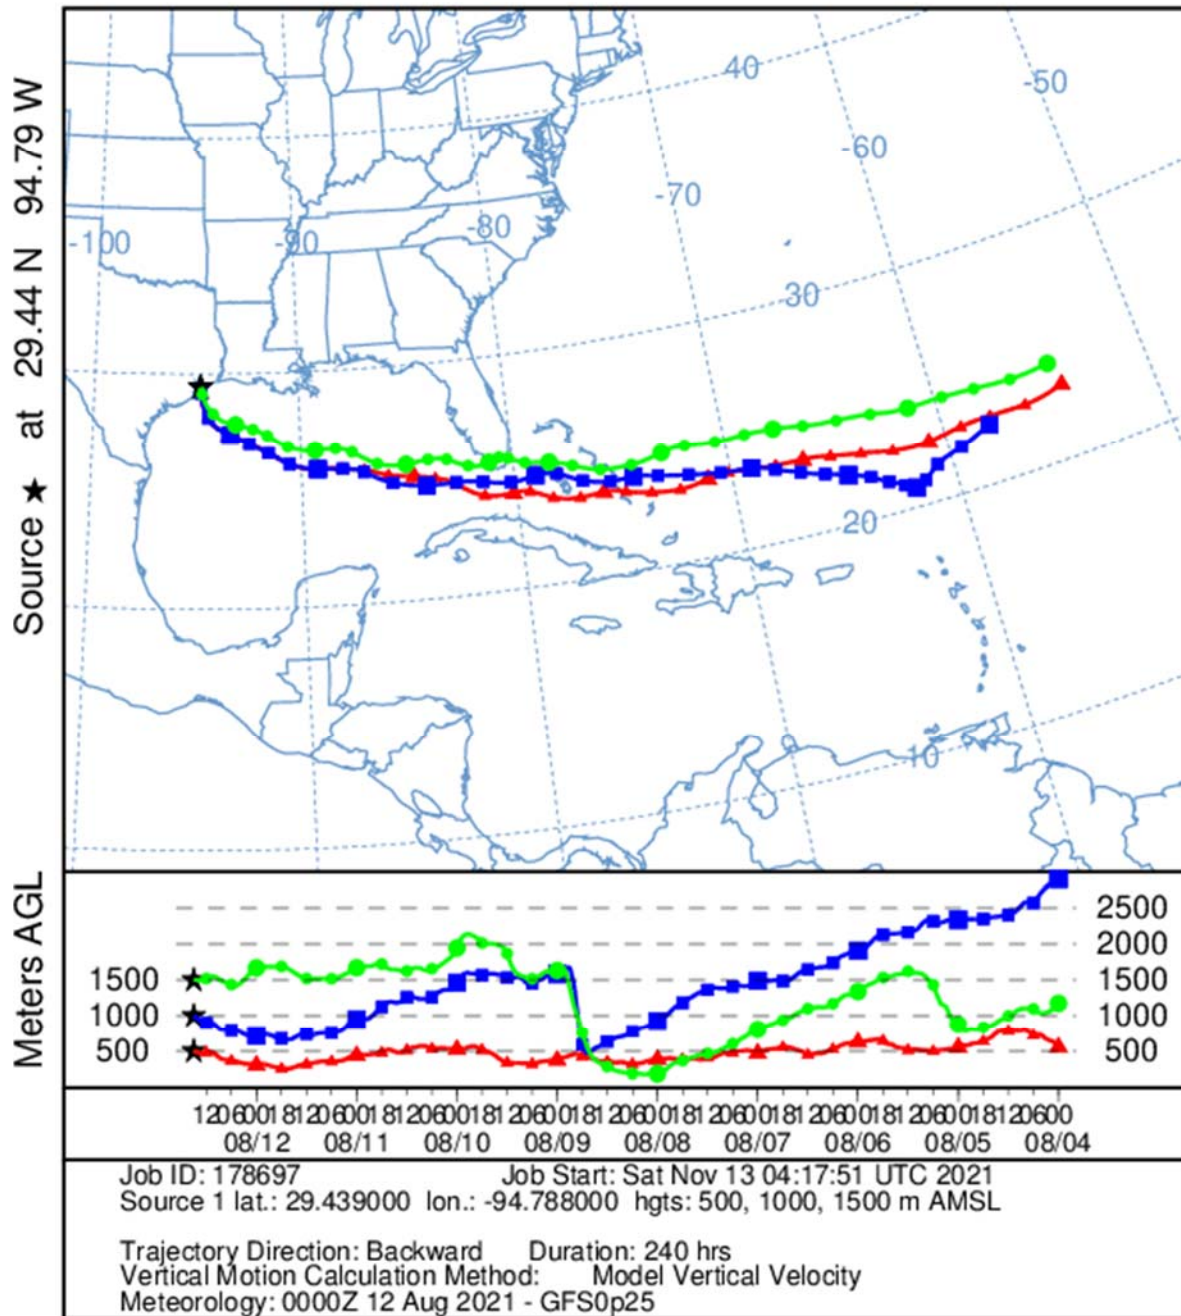 Source ★ at 29.44 N 94.79 W
40
-50
-60
-70
-80
-90
-100
30
20
10
Meters AGL
1500
1000
500
2500
2000
1500
1000
500
08/12 08/11 08/10 08/09 08/08 08/07 08/06 08/05 08/04
Job ID: 178697 Job Start: Sat Nov 13 04:17:51 UTC 2021
Source 1 lat.: 29.439000 lon.: -94.788000 hgts: 500, 1000, 1500 m AMSL
Trajectory Direction: Backward Duration: 240 hrs
Vertical Motion Calculation Method: Model Vertical Velocity
Meteorology: 0000Z 12 Aug 2021 - GFS0p25